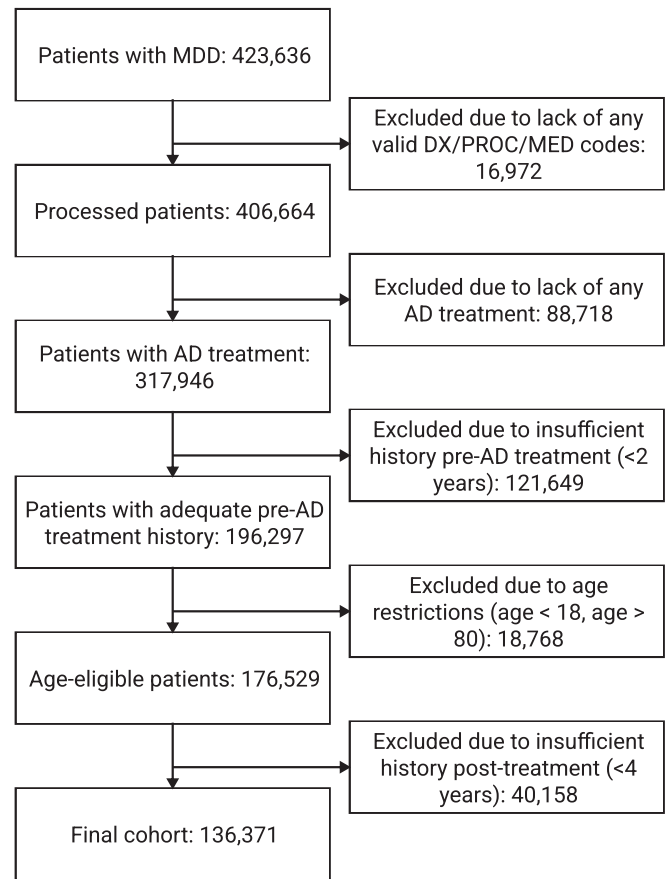 Patients with MDD: 423,636
Excluded due to lack of any
valid DX/PROC/MED codes:
16,972
Processed patients: 406,664
Excluded due to lack of any
AD treatment: 88,718
Patients with AD treatment:
317,946
Excluded due to insufficient
history pre-AD treatment (<2
years): 121,649
Patients with adequate pre-AD
treatment history: 196,297
Excluded due to age
restrictions (age < 18, age >
80): 18,768
Age-eligible patients: 176,529
Excluded due to insufficient
history post-treatment (<4
years): 40,158
Final cohort: 136,371